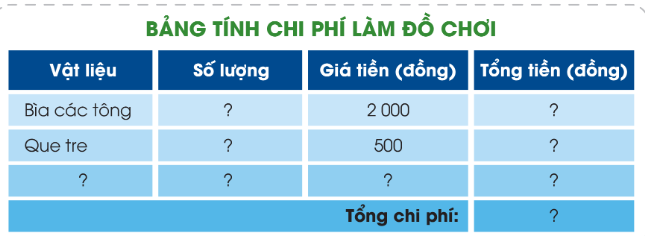 BẢNG TÍNH CHI PHÍ LÀM ĐỒ CHƠI
Vật liệu Số lượng Giá tiền (đồng) Tổng tiền (đồng)
Bìa các tông ? 2 000 ?
Que tre ? 500 ?
? ? ? ?
Tổng chi phí: ?